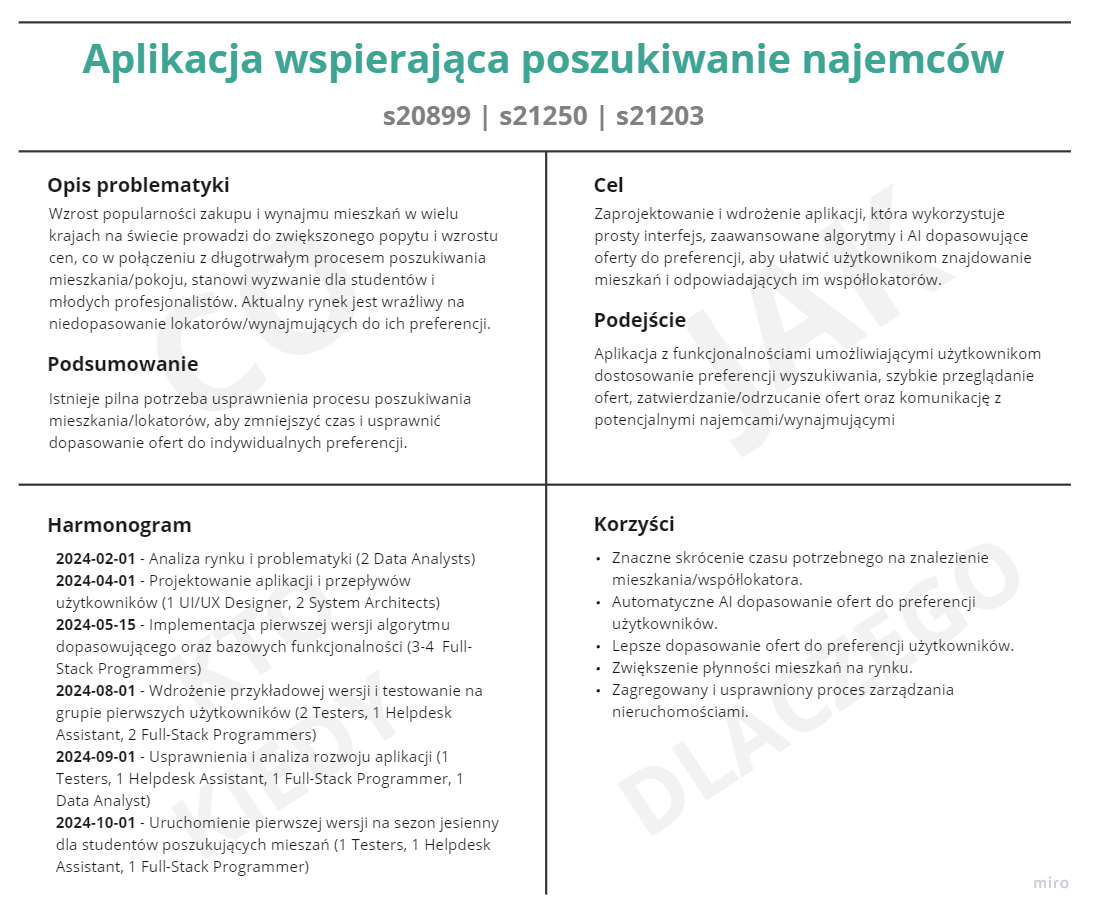 Aplikacja wspierająca poszukiwanie najemców
s20899 | s21250 | s21203
Opis problematyki
Wzrost popularności zakupu i wynajmu mieszkań w wielu
krajach na świecie prowadzi do zwiększonego popytu i wzrostu
cen, co w połączeniu z długotrwałym procesem poszukiwania
mieszkania/pokoju, stanowi wyzwanie dla studentów i
młodych profesjonalistów. Aktualny rynek jest wrażliwy na
niedopasowanie lokatorów/wynajmujących do ich preferencji.
Podsumowanie
Istnieje pilna potrzeba usprawnienia procesu poszukiwania
mieszkania/lokatorów, aby zmniejszyć czas i usprawnić
dopasowanie ofert do indywidualnych preferencji.
CO
Cel
Zaprojektowanie i wdrożenie aplikacji, która wykorzystuje
prosty interfejs, zaawansowane algorytmy i AI dopasowujące
oferty do preferencji, aby ułatwić użytkownikom znajdowanie
mieszkań i odpowiadających im współlokatorów.
Podejście
Aplikacja z funkcjonalnościami umożliwiającymi użytkownikom
dostosowanie preferencji wyszukiwania, szybkie przeglądanie
ofert, zatwierdzanie/odrzucanie ofert oraz komunikację z
potencjalnymi najemcami/wynajmującymi
JAK
Harmonogram
2024-02-01 - Analiza rynku i problematyki (2 Data Analysts)
2024-04-01 - Projektowanie aplikacji i przepływów
użytkowników (1 UI/UX Designer, 2 System Architects)
2024-05-15 - Implementacja pierwszej wersji algorytmu
dopasowującego oraz bazowych funkcjonalności (3-4 Full-
Stack Programmers)
2024-08-01 - Wdrożenie przykładowej wersji i testowanie na
grupie pierwszych użytkowników (2 Testers, 1 Helpdesk
Assistant, 2 Full-Stack Programmers)
2024-09-01 - Usprawnienia i analiza rozwoju aplikacji (1
Testers, 1 Helpdesk Assistant, 1 Full-Stack Programmer, 1
Data Analyst)
2024-10-01 - Uruchomienie pierwszej wersji na sezon jesienny
dla studentów poszukujących mieszań (1 Testers, 1 Helpdesk
Assistant, 1 Full-Stack Programmer)
KTO
KIEDY
Korzyści
• Znaczne skrócenie czasu potrzebnego na znalezienie
mieszkania/współlokatora.
• Automatyczne AI dopasowanie ofert do preferencji
użytkowników.
• Lepsze dopasowanie ofert do preferencji użytkowników.
• Zwiększenie płynności mieszkań na rynku.
• Zagregowany i usprawniony proces zarządzania
nieruchomościami.
DLACZEGO
miro